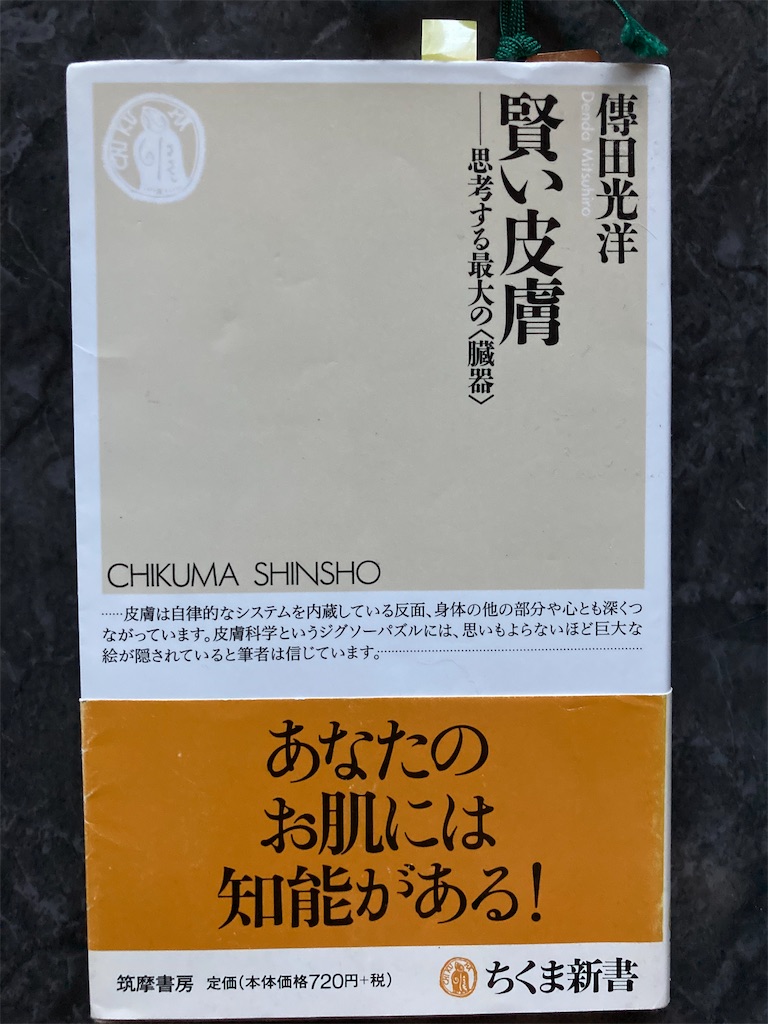 傳田光洋
Denda Mitsuhiro
賢い皮膚
──思考する最大の〈臓器〉
CHIKUMA
CHIKUMA SHINSHO
……皮膚は自律的なシステムを内蔵している反面、身体の他の部分や心とも深くつ
ながっています。皮膚科学というジグソーパズルには、思いもよらないほど巨大な
絵が隠されていると筆者は信じています。……………………………………
あなたの
お肌には
知能がある!
筑摩書房 定価(本体価格720円+税)
ちくま新書